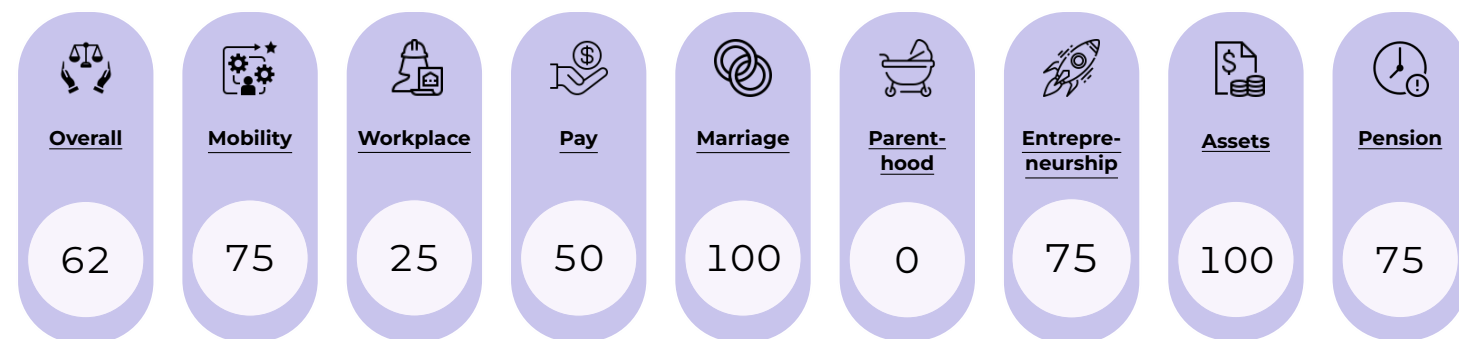 Overall
62
Mobility
75
Workplace
25
Pay
50
Marriage
100
Parent-
hood
0
Entrepre-
neurship
75
Assets
100
Pension
75